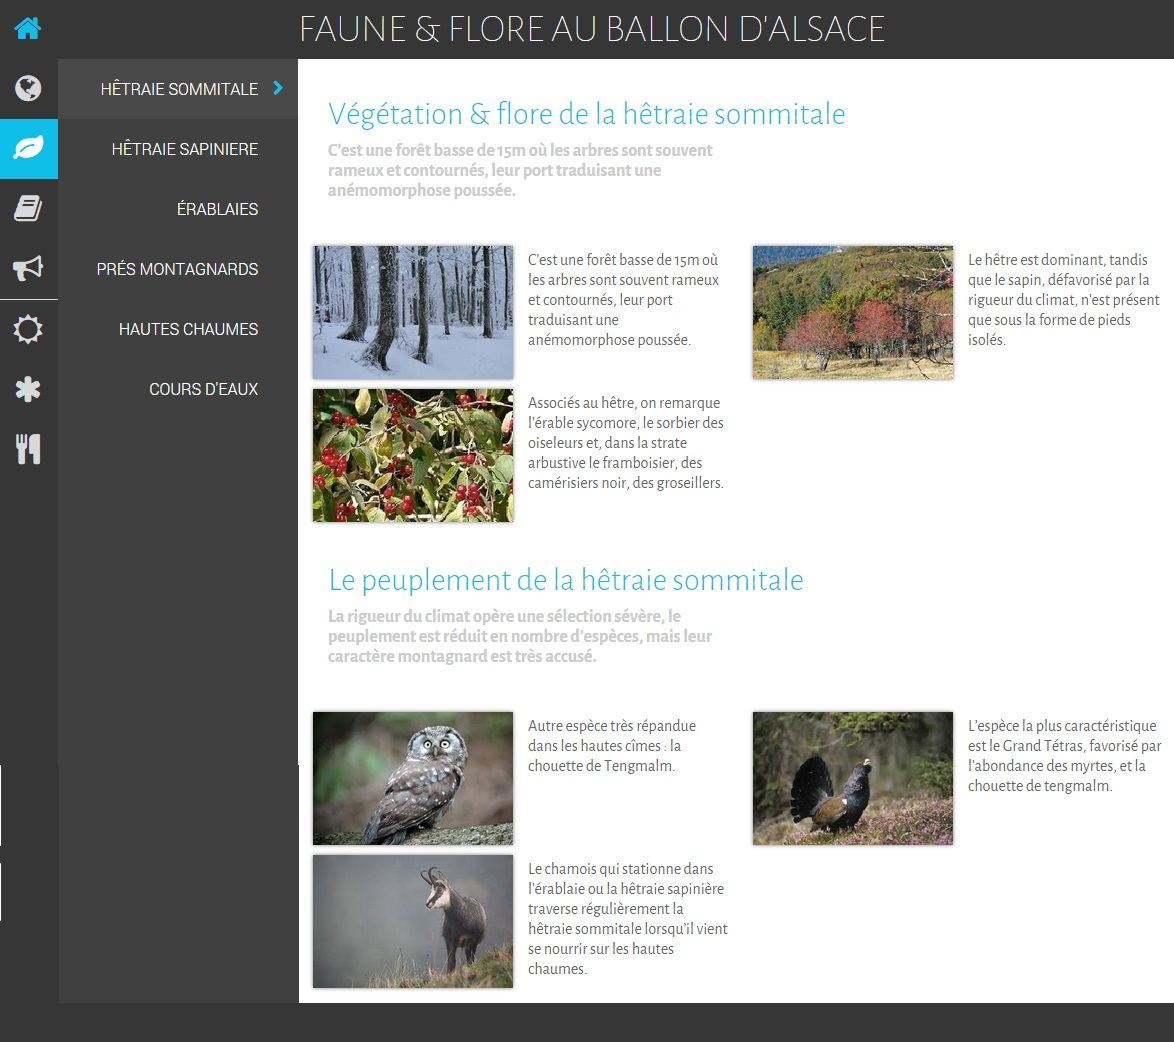 FAUNE & FLORE AU BALLON D'ALSACE
HÊTRAIE SOMMITALE
HÊTRAIE SAPINIERE
ÉRABLAIES
PRÉS MONTAGNARDS
HAUTES CHAUMES
COURS D'EAUX
Végétation & flore de la hêtraie sommitale
C'est une forêt basse de 15m où les arbres sont souvent
rameux et contournés, leur port traduisant une
anémomorphose poussée.
C'est une forêt basse de 15m où
les arbres sont souvent rameux
et contournés, leur port
traduisant une
anémomorphose poussée.
Le hêtre est dominant, tandis
que le sapin, défavorisé par la
rigueur du climat, n'est présent
que sous la forme de pieds
isolés.
Associés au hêtre, on remarque
l'érable sycomore, le sorbier des
oiseleurs et, dans la strate
arbustive le framboisier, des
camérisiers noir, des groseillers.
Le peuplement de la hêtraie sommitale
La rigueur du climat opère une sélection sévère, le
peuplement est réduit en nombre d'espèces, mais leur
caractère montagnard est très accusé.
Autre espèce très répandue
dans les hautes cîmes : la
chouette de Tengmalm.
L'espèce la plus caractéristique
est le Grand Tétras, favorisé par
l'abondance des myrtes, et la
chouette de tengmalm.
Le chamois qui stationne dans
l'érablaie ou la hêtraie sapinière
traverse régulièrement la
hêtraie sommitale lorsqu'il vient
se nourrir sur les hautes
chaumes.